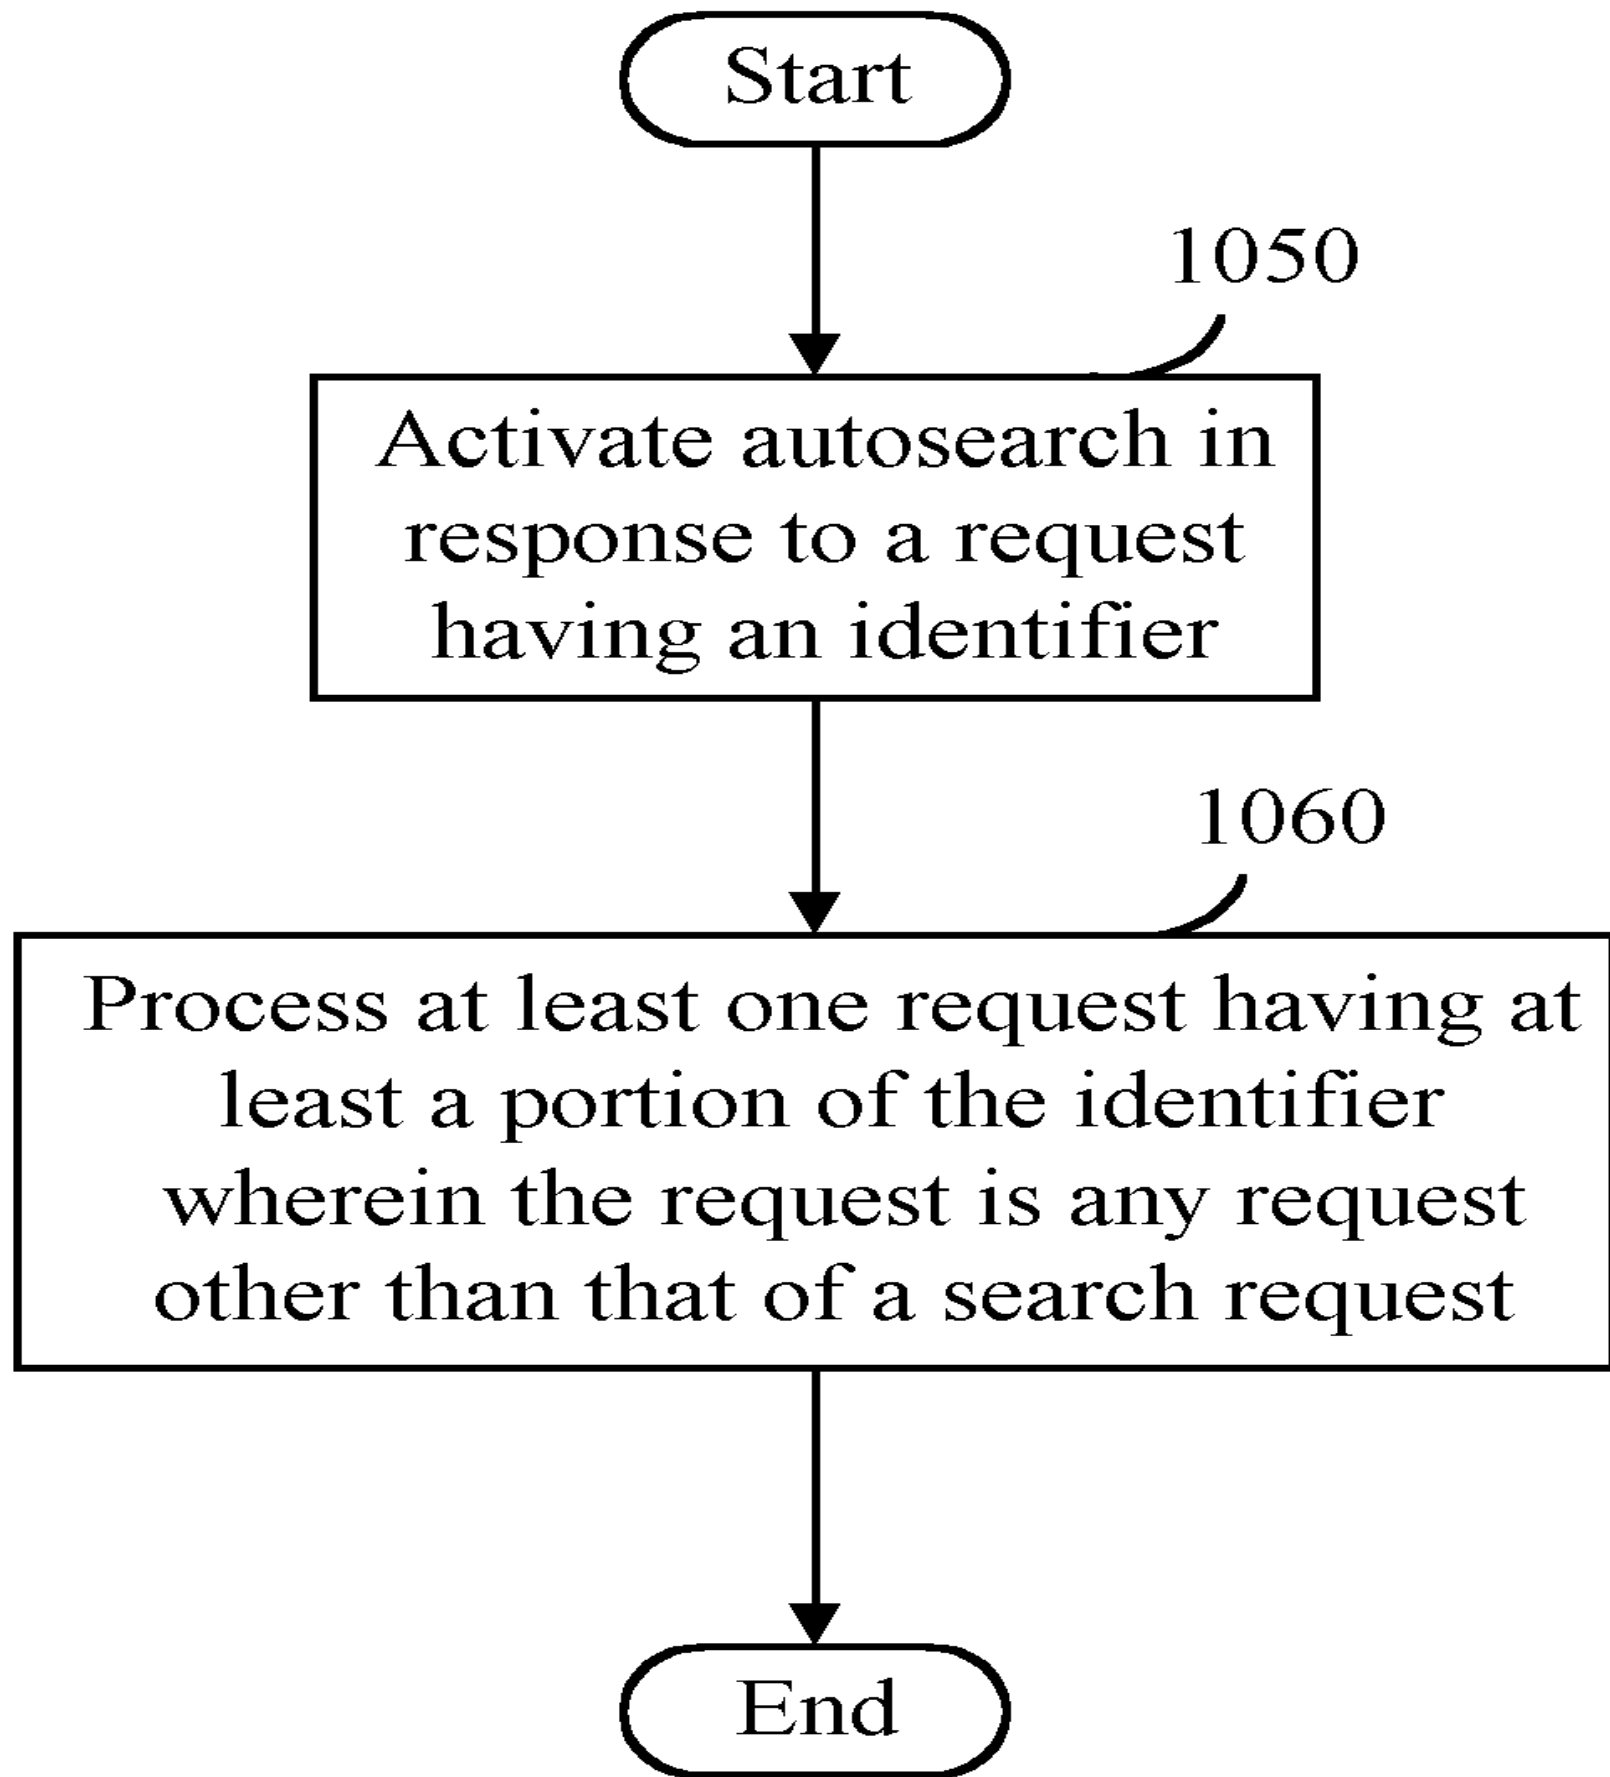 Start
1050
Activate autosearch in
response to a request
having an identifier
1060
Process at least one request having at
least a portion of the identifier
wherein the request is any request
other than that of a search request
End